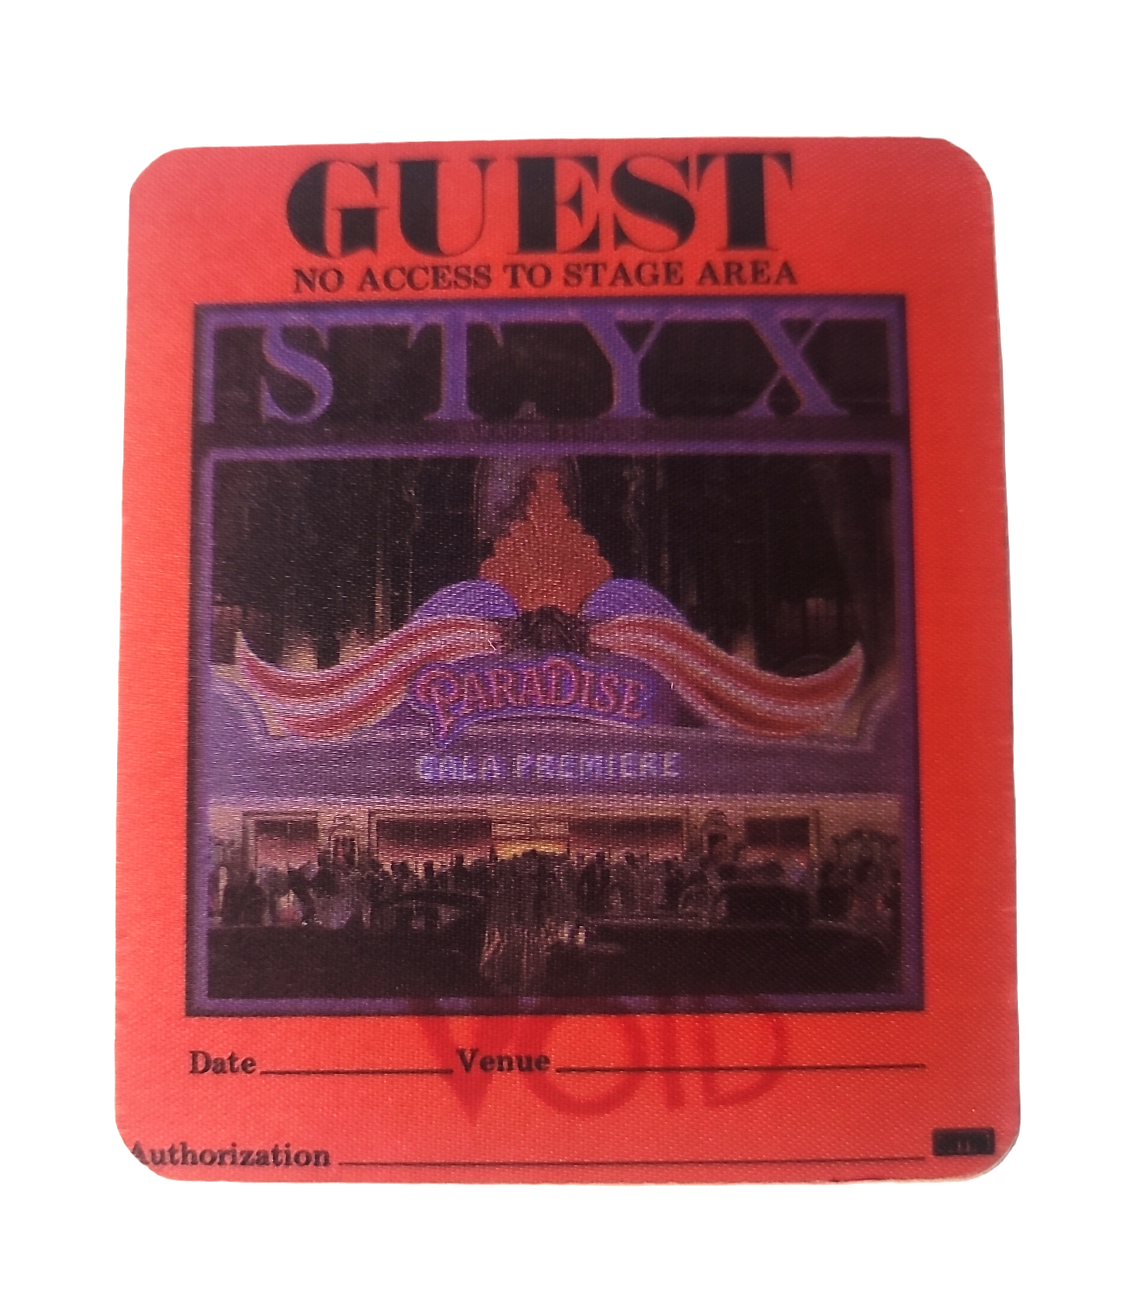 GUEST
NO ACCESS TO STAGE AREA
STYX
PARADISE
GALA PREMIERE
VOID
Date Venue
Authorization